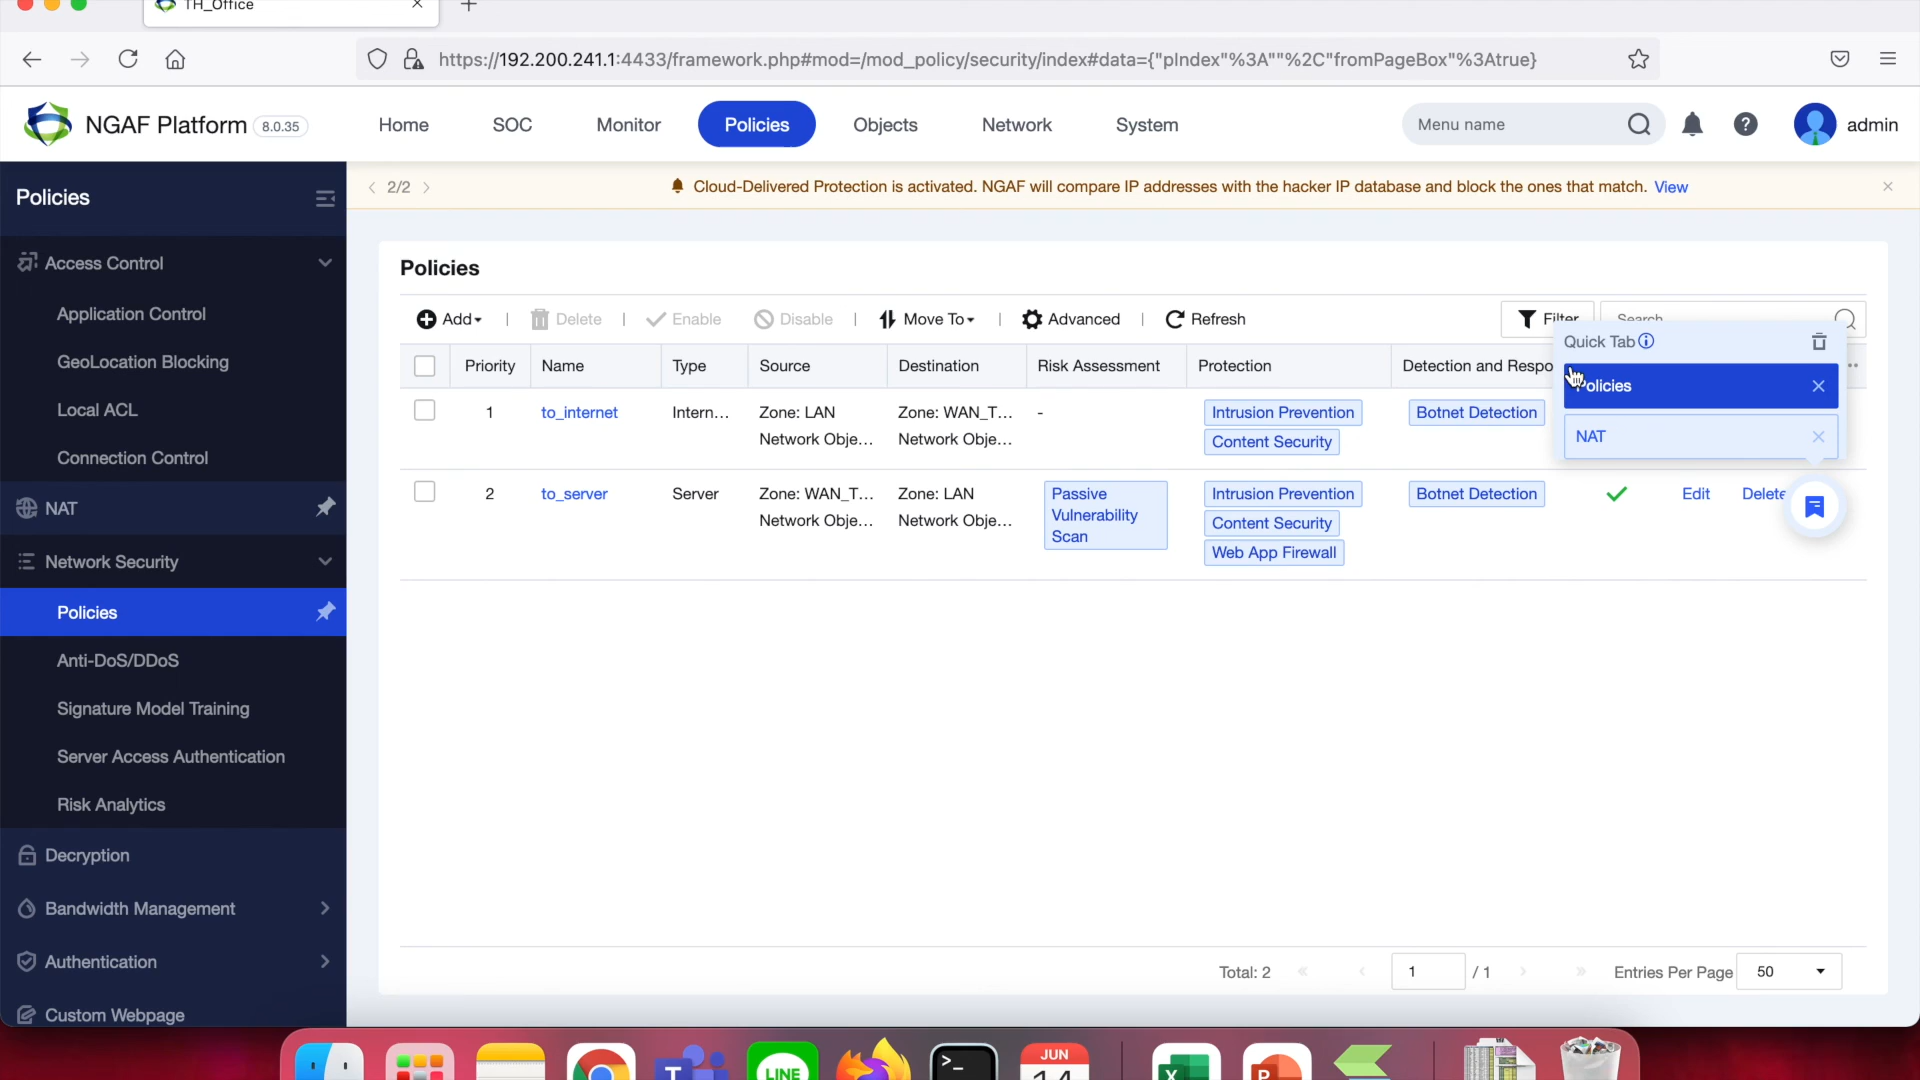 TH_Office
https://192.200.241.1:4433/framework.php#mod=/mod_policy/security/index#data={"pIndex"%3A""%2C"fromPageBox"%3Atrue}
NGAF Platform 8.0.35
Home SOC Monitor Policies Objects Network System
Menu name
admin
Policies
2/2
Cloud-Delivered Protection is activated. NGAF will compare IP addresses with the hacker IP database and block the ones that match. View
Access Control
Application Control
GeoLocation Blocking
Local ACL
Connection Control
NAT
Network Security
Policies
Anti-DoS/DDoS
Signature Model Training
Server Access Authentication
Risk Analytics
Decryption
Bandwidth Management
Authentication
Custom Webpage
Policies
Add Delete Enable Disable Move To Advanced Refresh Filter Search
Quick Tab
Policies
NAT
Priority Name Type Source Destination Risk Assessment Protection Detection and Respo
1 to_internet Intern... Zone: LAN Zone: WAN_T... - Intrusion Prevention Botnet Detection
Network Obje... Network Obje... Content Security
2 to_server Server Zone: WAN_T... Zone: LAN Passive Intrusion Prevention Botnet Detection Edit Delete
Network Obje... Network Obje... Vulnerability Content Security
Scan Web App Firewall
Total: 2 1 / 1 Entries Per Page 50
LINE
JUN
14